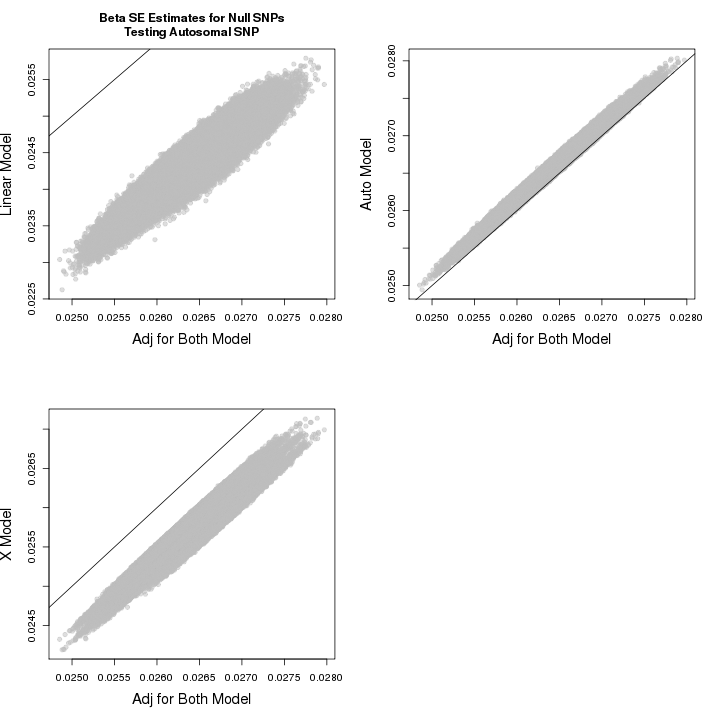 Beta SE Estimates for Null SNPs
Testing Autosomal SNP
Linear Model
0.0225 0.0235 0.0245 0.0255
0.0250 0.0255 0.0260 0.0265 0.0270 0.0275 0.0280
Adj for Both Model
Auto Model
0.0250 0.0260 0.0270 0.0280
0.0250 0.0255 0.0260 0.0265 0.0270 0.0275 0.0280
Adj for Both Model
X Model
0.0245 0.0255 0.0265
0.0250 0.0255 0.0260 0.0265 0.0270 0.0275 0.0280
Adj for Both Model